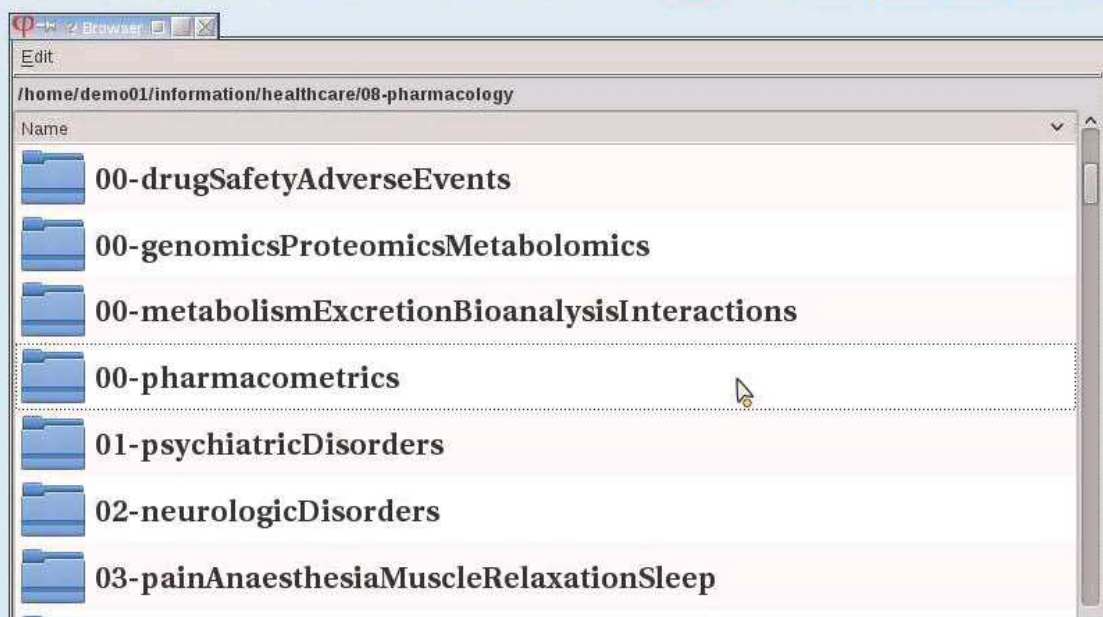 ? Browser
Edit
/home/demo01/information/healthcare/08-pharmacology
Name
00-drugSafetyAdverseEvents
00-genomicsProteomicsMetabolomics
00-metabolismExcretionBioanalysisInteractions
00-pharmacometrics
01-psychiatricDisorders
02-neurologicDisorders
03-painAnaesthesiaMuscleRelaxationSleep